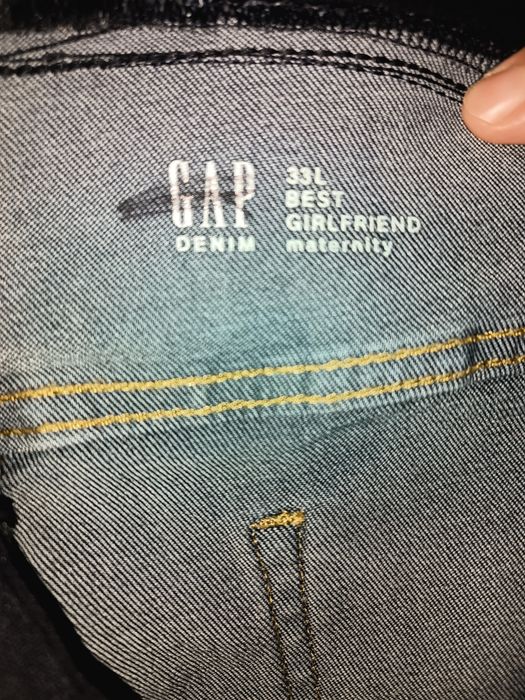 GAP
DENIM
33L
BEST
GIRLFRIEND
maternity